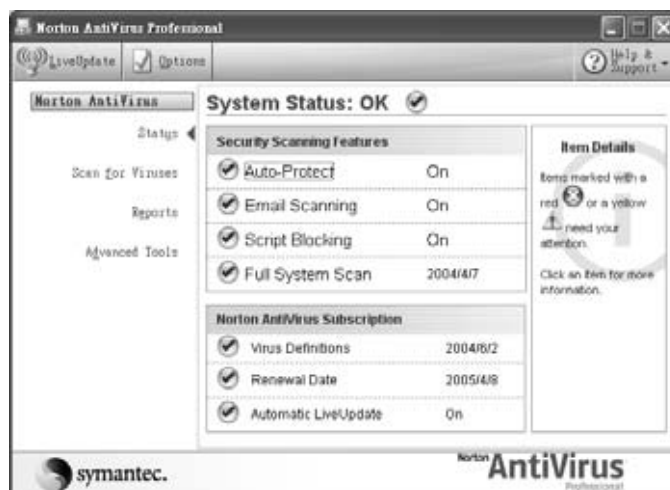 Norton AntiVirus Professional
LiveUpdate
Options
Help & Support
Norton AntiVirus
Status
Scan for Viruses
Reports
Advanced Tools
System Status: OK
Security Scanning Features
Auto-Protect On
Email Scanning On
Script Blocking On
Full System Scan 2004/4/7
Norton AntiVirus Subscription
Virus Definitions 2004/6/2
Renewal Date 2005/4/8
Automatic LiveUpdate On
Item Details
Items marked with a
red or a yellow
need your
attention.
Click an item for more
information.
symantec.
Norton AntiVirus
Professional